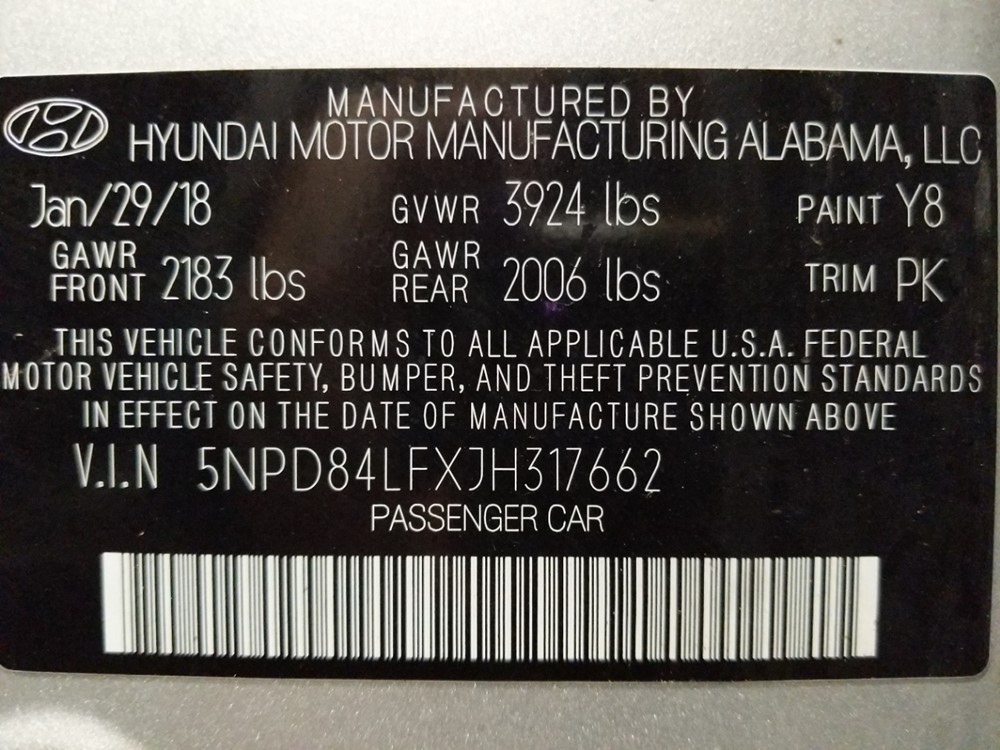 MANUFACTURED BY
HYUNDAI MOTOR MANUFACTURING ALABAMA, LLC
Jan/29/18 GVWR 3924 lbs PAINT Y8
GAWR FRONT 2183 lbs GAWR REAR 2006 lbs TRIM PK
THIS VEHICLE CONFORMS TO ALL APPLICABLE U.S.A. FEDERAL
MOTOR VEHICLE SAFETY, BUMPER, AND THEFT PREVENTION STANDARDS
IN EFFECT ON THE DATE OF MANUFACTURE SHOWN ABOVE
V.I.N 5NPD84LFXJH317662
PASSENGER CAR